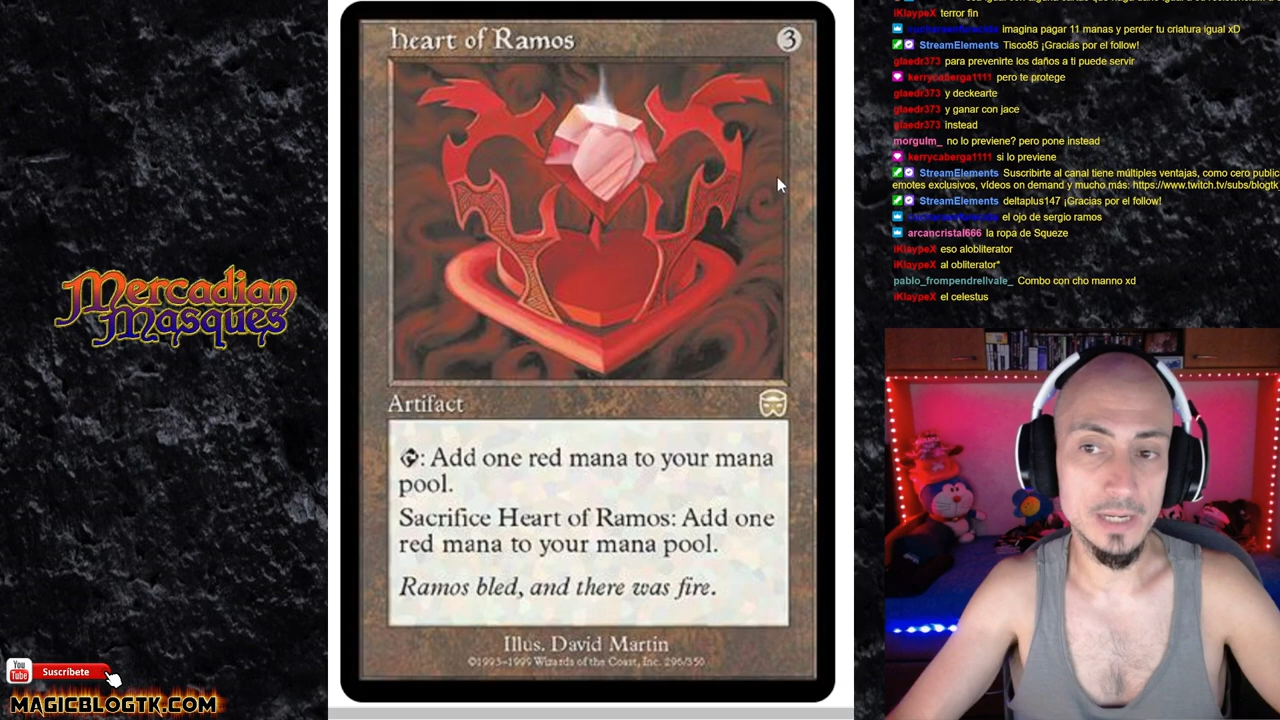 Heart of Ramos
3
Artifact
: Add one red mana to your mana
pool.
Sacrifice Heart of Ramos: Add one
red mana to your mana pool.
Ramos bled, and there was fire.
Illus. David Martin
©1993-1999 Wizards of the Coast, Inc. 296/350
Mercadian
Masques
You
Tube
Suscríbete
MAGICBLOGTK.COM
iKlaypeX terror fin
imagina pagar 11 manas y perder tu criatura igual xD
StreamElements Tisco85 ¡Gracias por el follow!
glaedr373 para prevenirte los daños a ti puede servir
kerrycaberga1111 pero te protege
glaedr373 y deckearte
glaedr373 y ganar con jace
glaedr373 instead
morgulm_ no lo previene? pero pone instead
kerrycaberga1111 si lo previene
StreamElements Suscribirte al canal tiene múltiples ventajas, como cero public
emotes exclusivos, vídeos on demand y mucho más: https://www.twitch.tv/subs/blogtk
StreamElements deltaplus147 ¡Gracias por el follow!
el ojó de sergio ramos
arcancristal666 la ropa de Squeze
iKlaypeX eso alobliterator
iKlaypeX al obliterator*
pablo_frompendrellvale_ Combo con cho manno xd
iKlaypeX el celestus